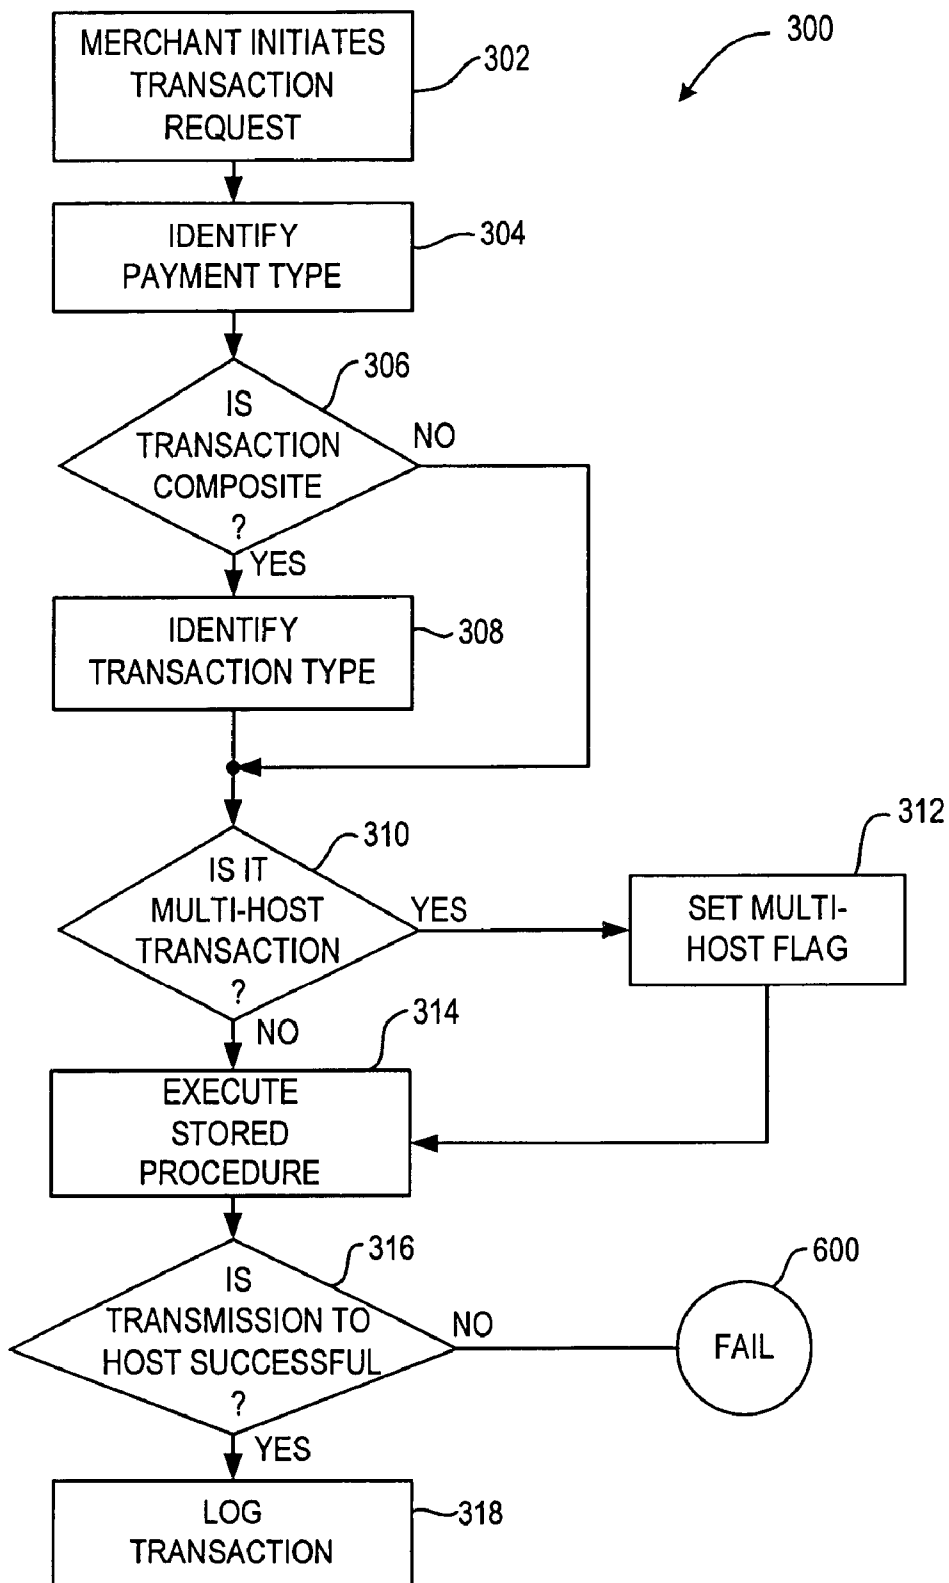 300
MERCHANT INITIATES
TRANSACTION
REQUEST
302
IDENTIFY
PAYMENT TYPE
304
IS
TRANSACTION
COMPOSITE
?
306
NO
YES
IDENTIFY
TRANSACTION TYPE
308
IS IT
MULTI-HOST
TRANSACTION
?
310
YES
SET MULTI-
HOST FLAG
312
NO
EXECUTE
STORED
PROCEDURE
314
IS
TRANSMISSION TO
HOST SUCCESSFUL
?
316
NO
FAIL
600
YES
LOG
TRANSACTION
318